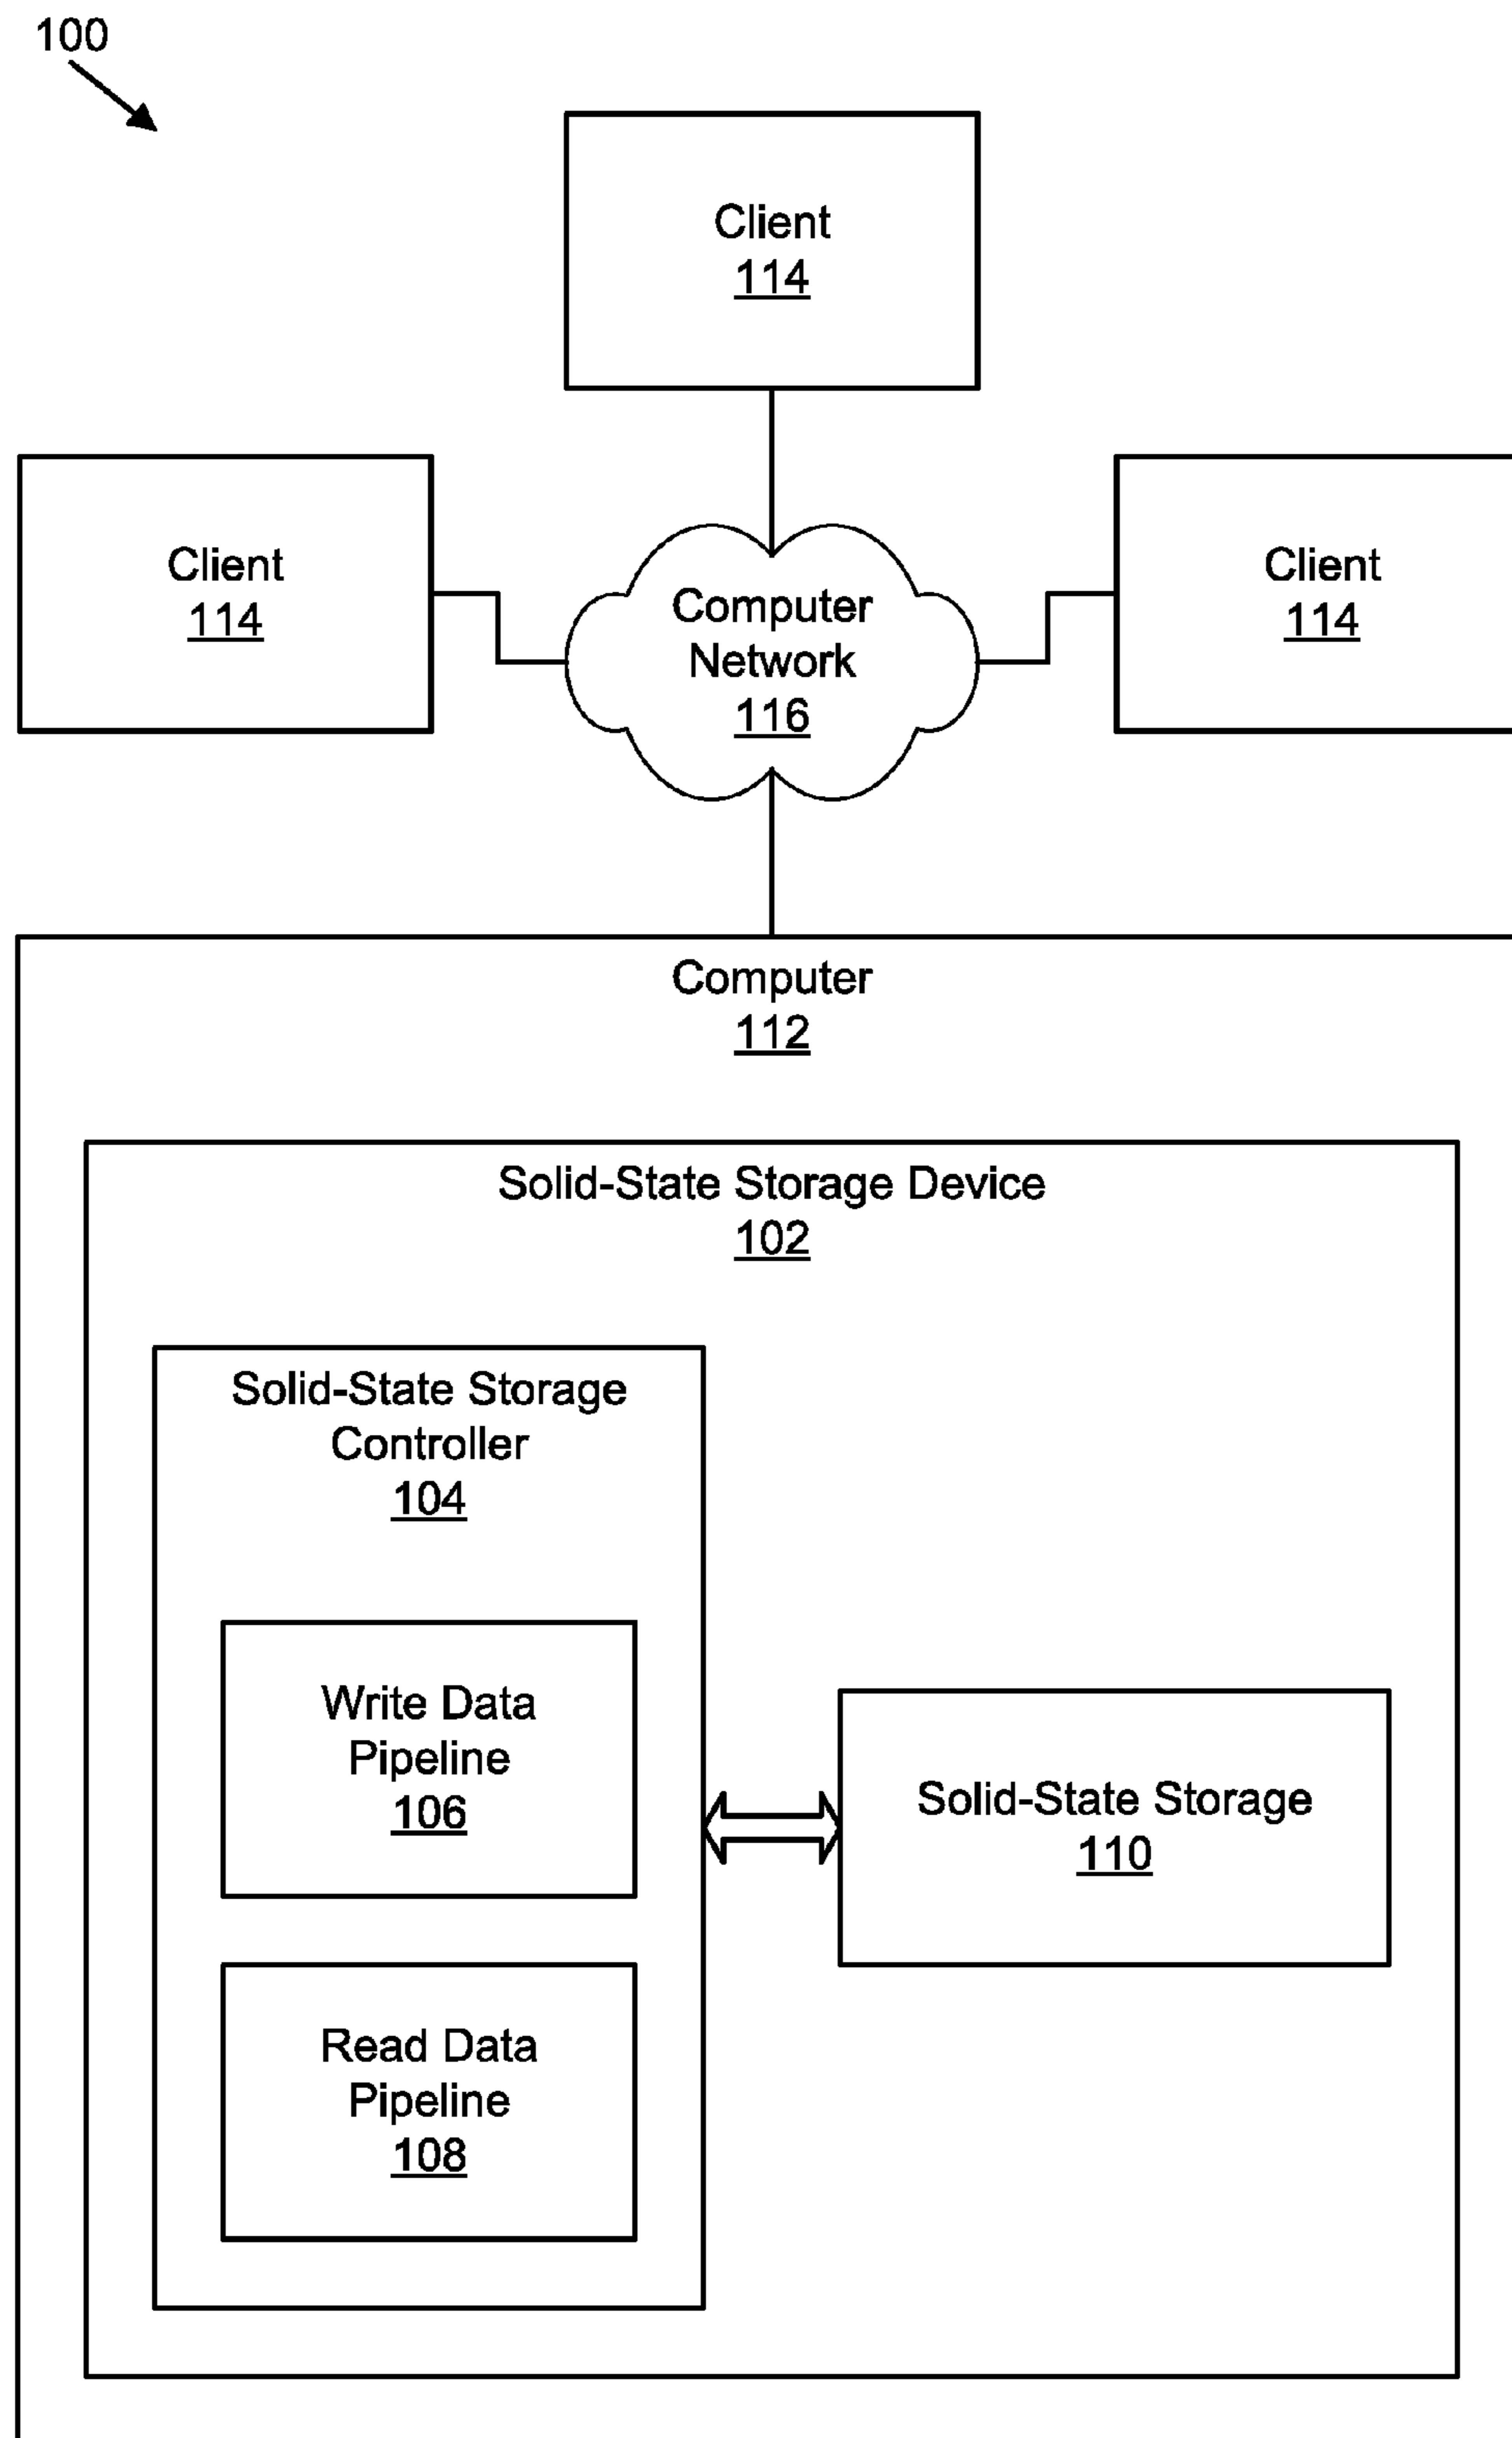 100
Client
114
Client
114
Client
114
Computer
Network
116
Computer
112
Solid-State Storage Device
102
Solid-State Storage
Controller
104
Write Data
Pipeline
106
Solid-State Storage
110
Read Data
Pipeline
108